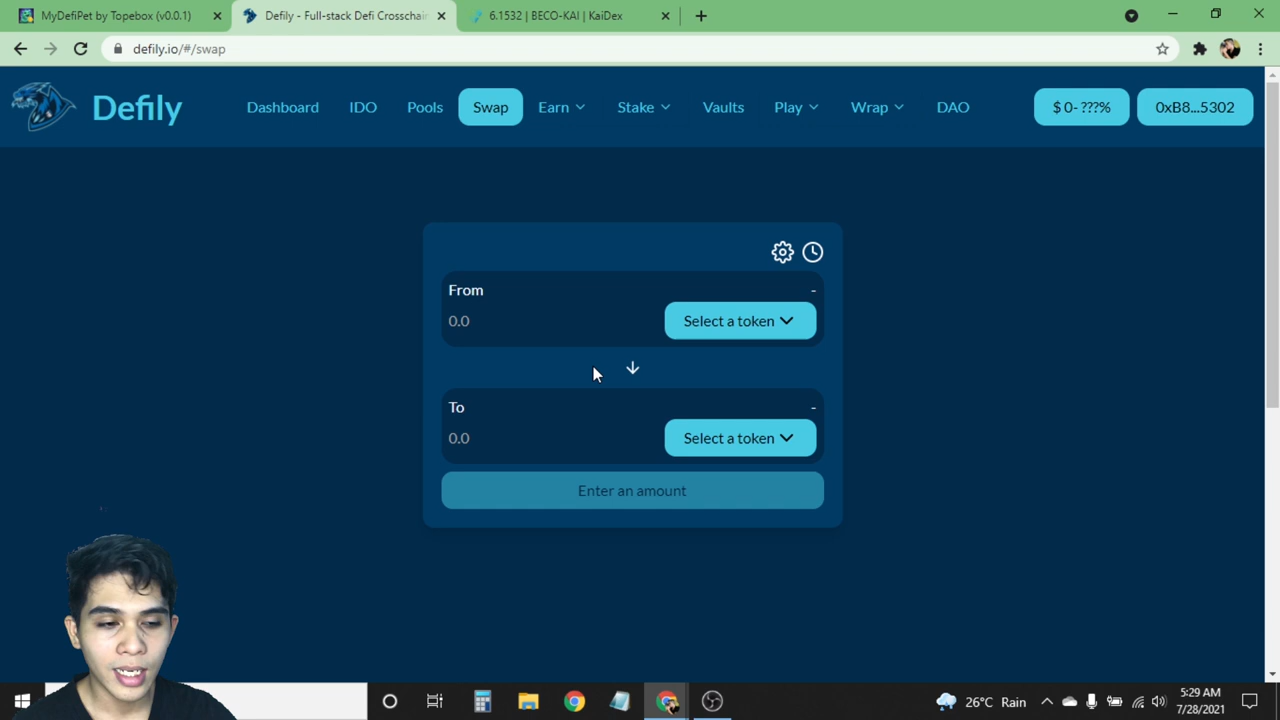 MyDefiPet by Topebox (v0.0.1)
Defily - Full-stack Defi Crosschain
6.1532 | BECO-KAI | KaiDex
defily.io/#/swap
Defily
Dashboard
IDO
Pools
Swap
Earn
Stake
Vaults
Play
Wrap
DAO
$ 0- ???%
0xB8...5302
From
-
0.0
Select a token
To
-
0.0
Select a token
Enter an amount
26°C Rain
5:29 AM
7/28/2021